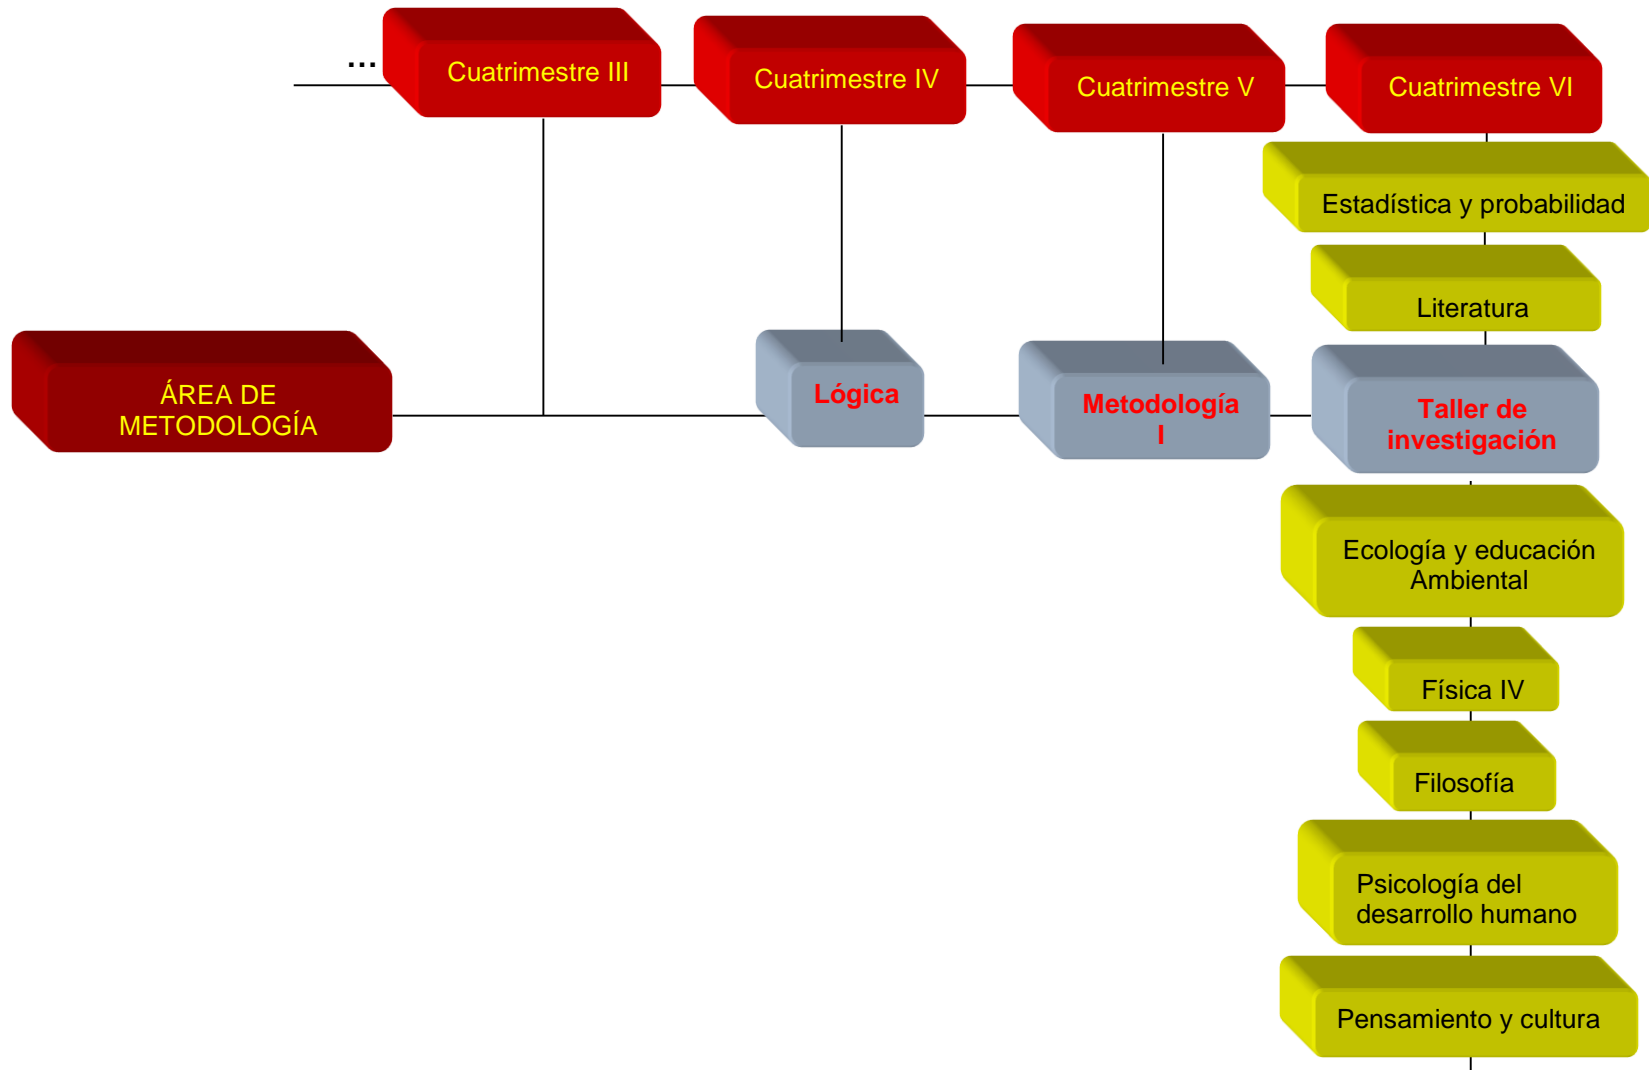 ...
Cuatrimestre III
Cuatrimestre IV
Cuatrimestre V
Cuatrimestre VI
Estadística y probabilidad
Literatura
ÁREA DE
METODOLOGÍA
Lógica
Metodología
I
Taller de
investigación
Ecología y educación
Ambiental
Física IV
Filosofía
Psicología del
desarrollo humano
Pensamiento y cultura